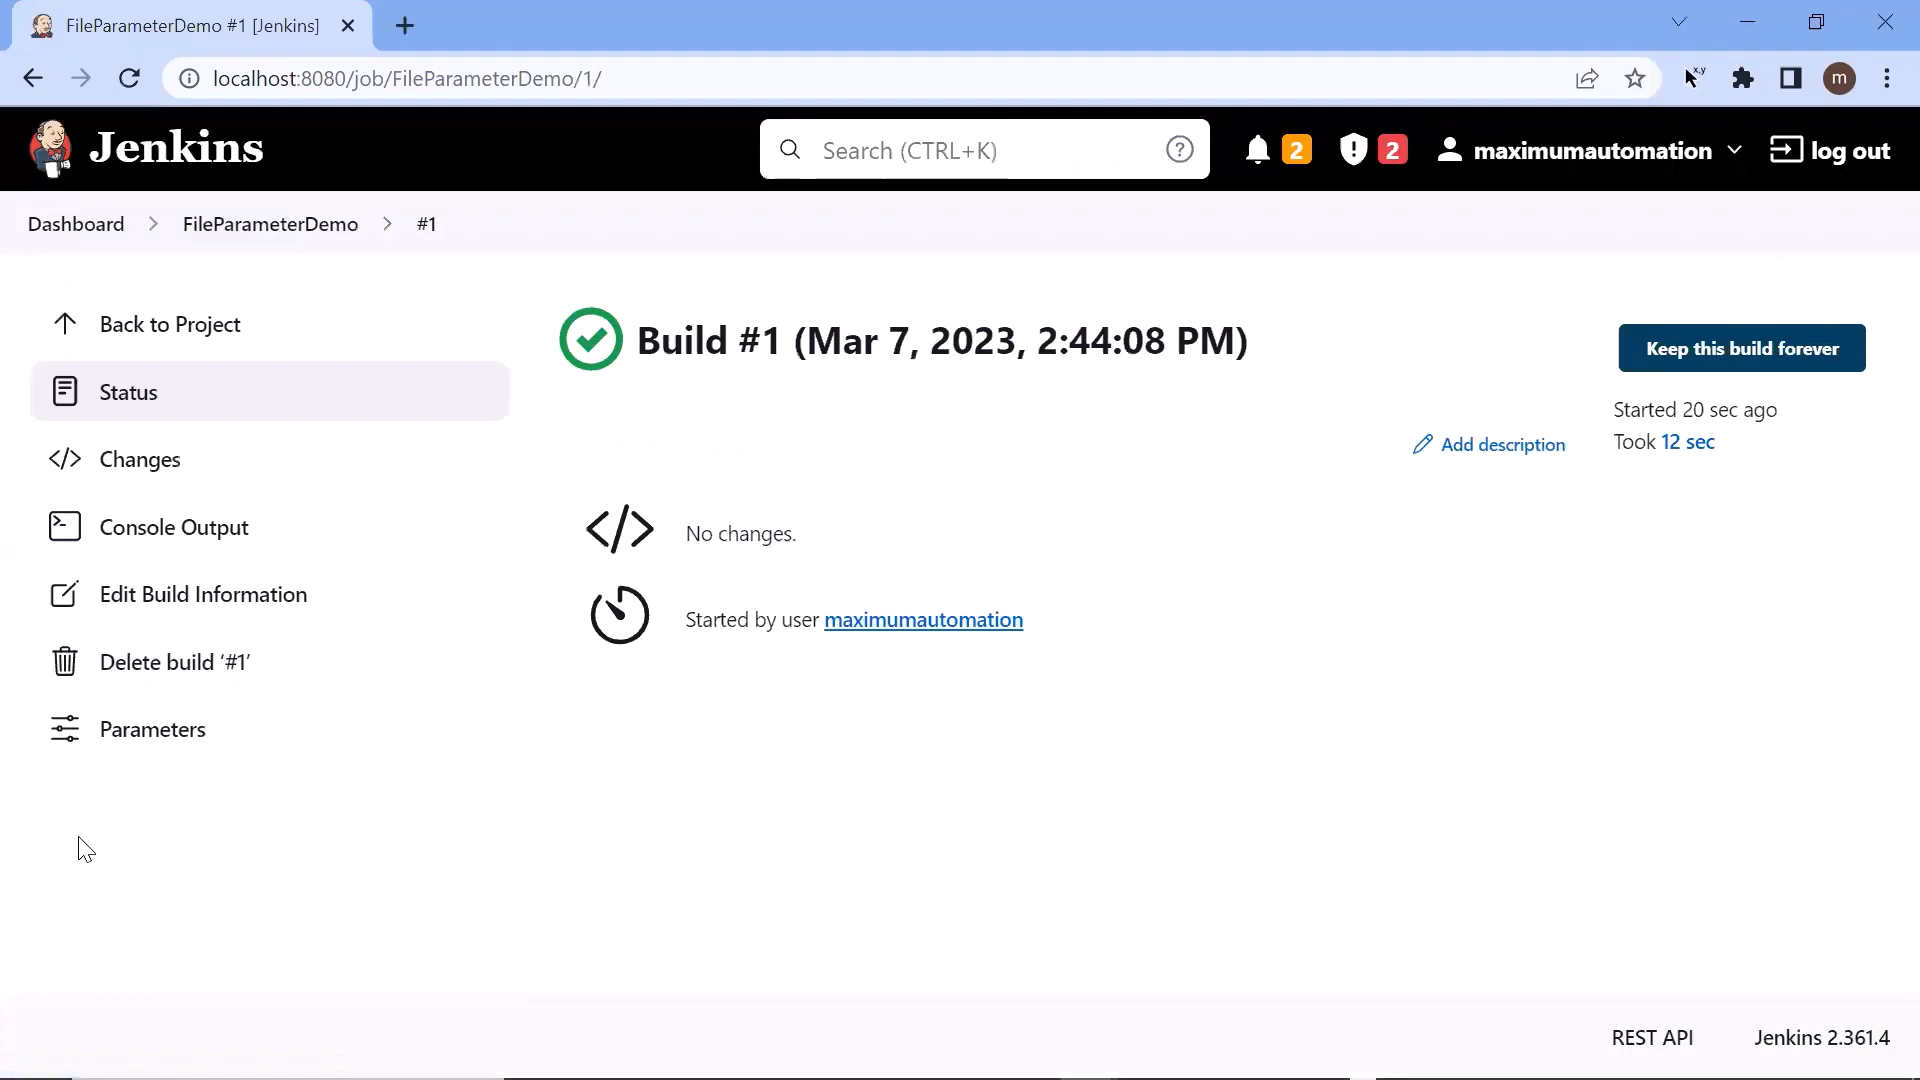 FileParameterDemo #1 [Jenkins]
localhost:8080/job/FileParameterDemo/1/
x,y
m
Jenkins
Search (CTRL+K)
2
2
maximumautomation
log out
Dashboard
FileParameterDemo
#1
Back to Project
Status
Changes
Console Output
Edit Build Information
Delete build ‘#1’
Parameters
Build #1 (Mar 7, 2023, 2:44:08 PM)
Keep this build forever
Started 20 sec ago
Took 12 sec
Add description
No changes.
Started by user maximumautomation
REST API
Jenkins 2.361.4